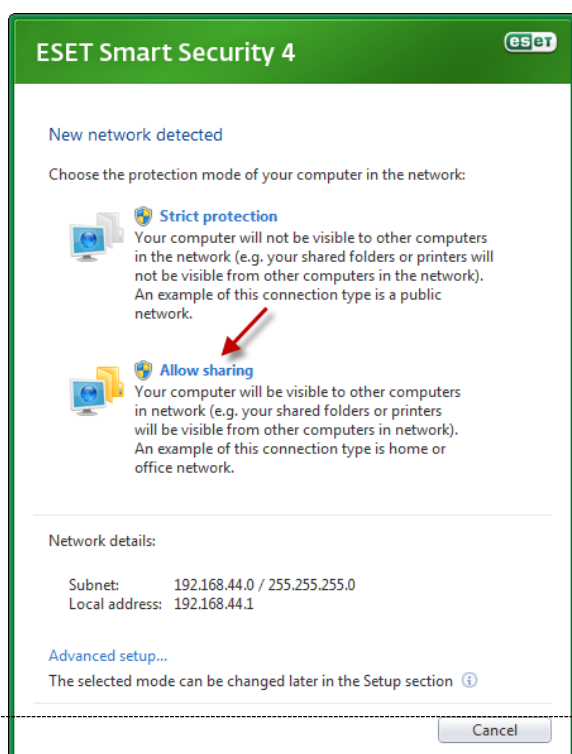 ESET Smart Security 4
eset
New network detected
Choose the protection mode of your computer in the network:
Strict protection
Your computer will not be visible to other computers
in the network (e.g. your shared folders or printers will
not be visible from other computers in the network).
An example of this connection type is a public
network.
Allow sharing
Your computer will be visible to other computers
in network (e.g. your shared folders or printers
will be visible from other computers in network).
An example of this connection type is home or
office network.
Network details:
Subnet: 192.168.44.0 / 255.255.255.0
Local address: 192.168.44.1
Advanced setup...
The selected mode can be changed later in the Setup section
Cancel